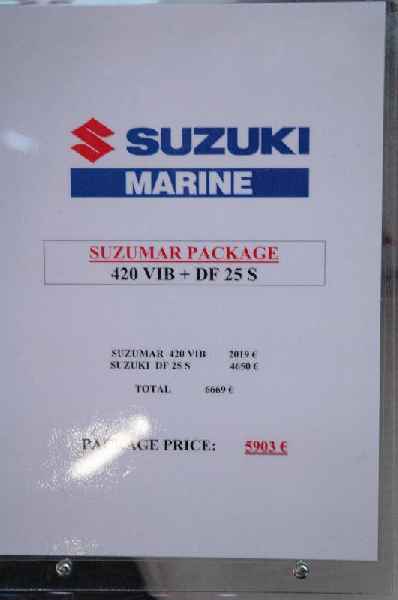 SUZUKI
MARINE
SUZUMAR PACKAGE
420 VIB + DF 25 S
SUZUMAR 420 VIB 2019 €
SUZUKI DF 25 S 4650 €
TOTAL 6669 €
PACKAGE PRICE: 5903 €